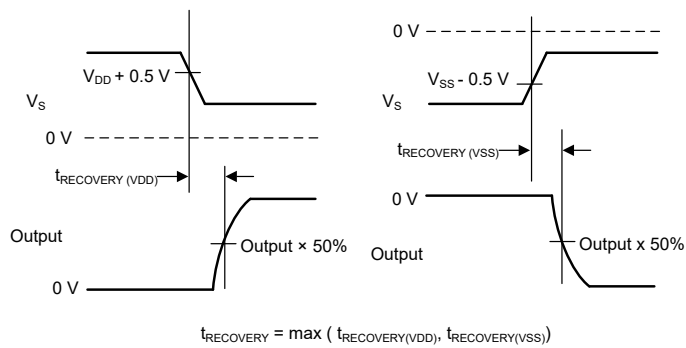 V_DD + 0.5 V
V_S
0 V
t_RECOVERY (VDD)
Output
Output × 50%
0 V
0 V
V_SS - 0.5 V
V_S
t_RECOVERY (VSS)
0 V
Output
Output x 50%
t_RECOVERY = max ( t_RECOVERY(VDD), t_RECOVERY(VSS))